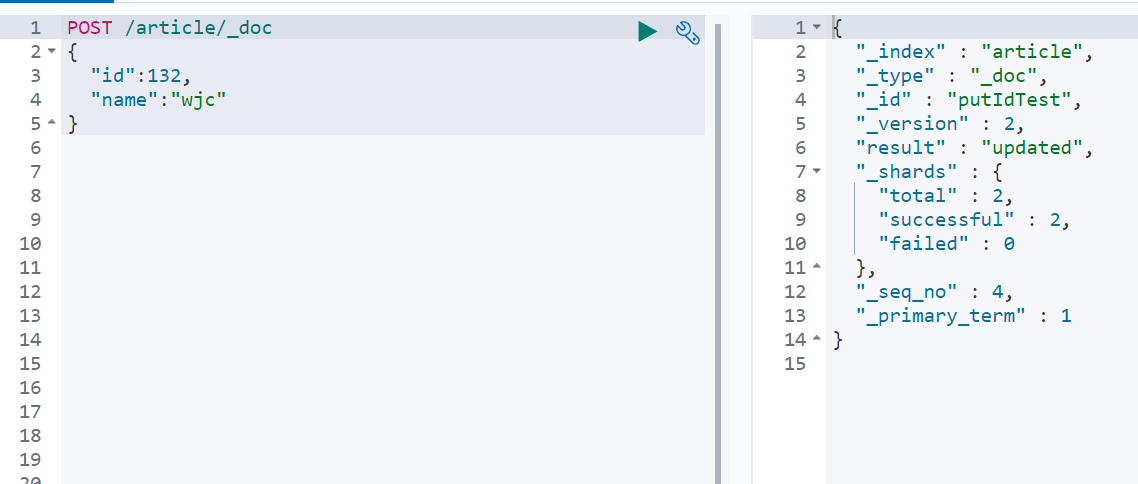 1 POST /article/_doc
2 {
3 "id":132,
4 "name":"wjc"
5 }
6
7
8
9
10
11
12
13
14
15
16
17
18
19
20
1 {
2 "_index" : "article",
3 "_type" : "_doc",
4 "_id" : "putIdTest",
5 "_version" : 2,
6 "result" : "updated",
7 "_shards" : {
8 "total" : 2,
9 "successful" : 2,
10 "failed" : 0
11 },
12 "_seq_no" : 4,
13 "_primary_term" : 1
14 }
15